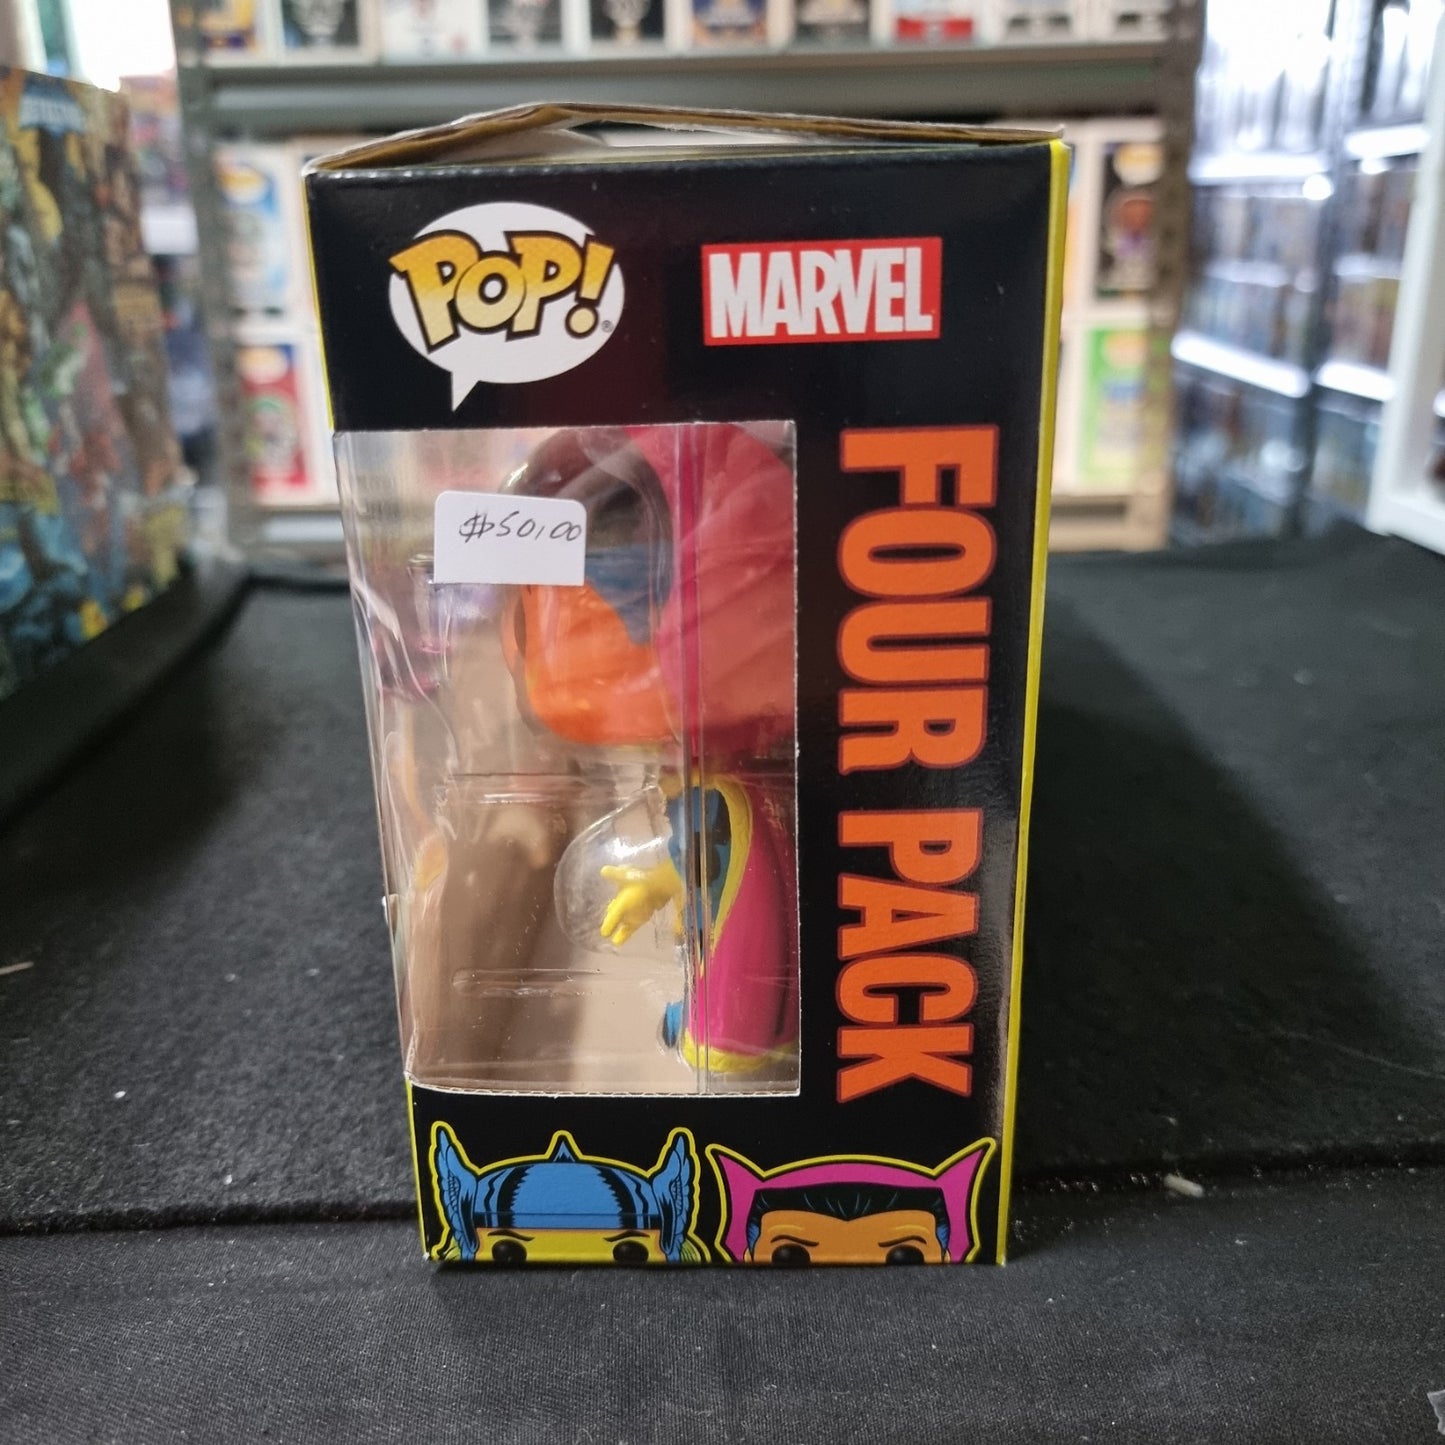 POP!
®
MARVEL
$50,00
FOUR PACK